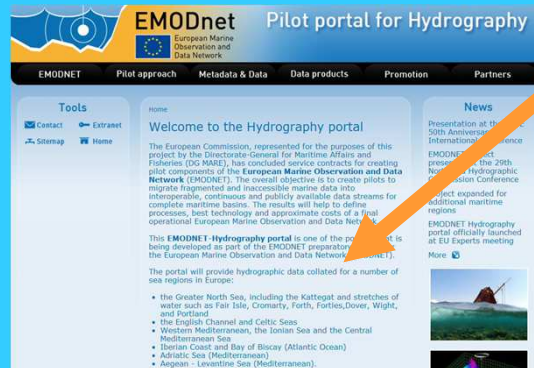 EMODnet
European Marine
Observation and
Data Network
Pilot portal for Hydrography
EMODNET
Pilot approach
Metadata & Data
Data products
Promotion
Partners
Tools
Contact
Extranet
Sitemap
Home
Home
Welcome to the Hydrography portal
The European Commission, represented for the purposes of this
project by the Directorate-General for Maritime Affairs and
Fisheries (DG MARE), has concluded service contracts for creating
pilot components of the European Marine Observation and Data
Network (EMODNET). The overall objective is to create pilots to
migrate fragmented and inaccessible marine data into
interoperable, continuous and publicly available data streams for
complete maritime basins. The results will help to define
processes, best technology and approximate costs of a final
operational European Marine Observation and Data
This EMODNET-Hydrography portal is one of the is
being developed as part of the EMODNET
the European Marine Observation and Data
The portal will provide hydrographic data collated for a number of
sea regions in Europe:
• the Greater North Sea, including the Kattegat and stretches of
water such as Fair Isle, Cromarty, Forth, Forties,Dover, Wight,
and Portland
• the English Channel and Celtic Seas
• Western Mediterranean, the Ionian Sea and the Central
Mediterranean Sea
• Iberian Coast and Bay of Biscay (Atlantic Ocean)
• Adriatic Sea (Mediterranean)
• Aegean - Levantine Sea (Mediterranean).
News
Presentation at
50th
International
EMODNET
the 29th
Hydrographic
Commission Conference
expanded for
additional maritime
regions
EMODNET Hydrography
portal officially launched
at EU Experts meeting
More